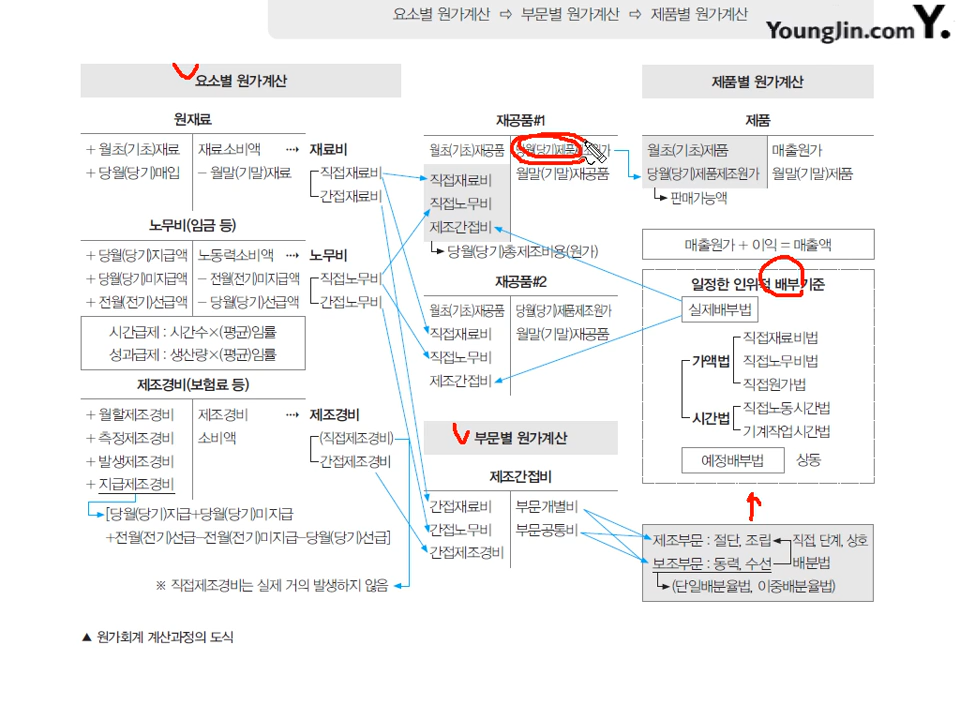 요소별 원가계산 ⇨ 부문별 원가계산 ⇨ 제품별 원가계산
YoungJin.com Y.
요소별 원가계산
원재료
+ 월초(기초)재료 재료소비액 ⋯→ 재료비
+ 당월(당기)매입 − 월말(기말)재료 직접재료비
간접재료비
노무비(임금 등)
+ 당월(당기)지급액 노동력소비액 ⋯→ 노무비
+ 당월(당기)미지급액 − 전월(전기)미지급액 직접노무비
+ 전월(전기)선급액 − 당월(당기)선급액 간접노무비
시간급제 : 시간수×(평균)임률
성과급제 : 생산량×(평균)임률
제조경비(보험료 등)
+ 월할제조경비 제조경비 ⋯→ 제조경비
+ 측정제조경비 소비액 (직접제조경비)
+ 발생제조경비 간접제조경비
+ 지급제조경비
[당월(당기)지급+당월(당기)미지급
+전월(전기)선급−전월(전기)미지급−당월(당기)선급]
※ 직접제조경비는 실제 거의 발생하지 않음
▲ 원가회계 계산과정의 도식
재공품#1
월초(기초)재공품 당월(당기)제품제조원가
직접재료비 월말(기말)재공품
직접노무비
제조간접비
당월(당기)총제조비용(원가)
재공품#2
월초(기초)재공품 당월(당기)제품제조원가
직접재료비 월말(기말)재공품
직접노무비
제조간접비
부문별 원가계산
제조간접비
간접재료비 부문개별비
간접노무비 부문공통비
간접제조경비
제품별 원가계산
제품
월초(기초)제품 매출원가
당월(당기)제품제조원가 월말(기말)제품
판매가능액
매출원가 + 이익 = 매출액
일정한 인위적 배부기준
실제배부법
직접재료비법
가액법 직접노무비법
직접원가법
시간법 직접노동시간법
기계작업시간법
예정배부법 상동
제조부문 : 절단, 조립 직접, 단계, 상호
보조부문 : 동력, 수선 배분법
(단일배분율법, 이중배분율법)